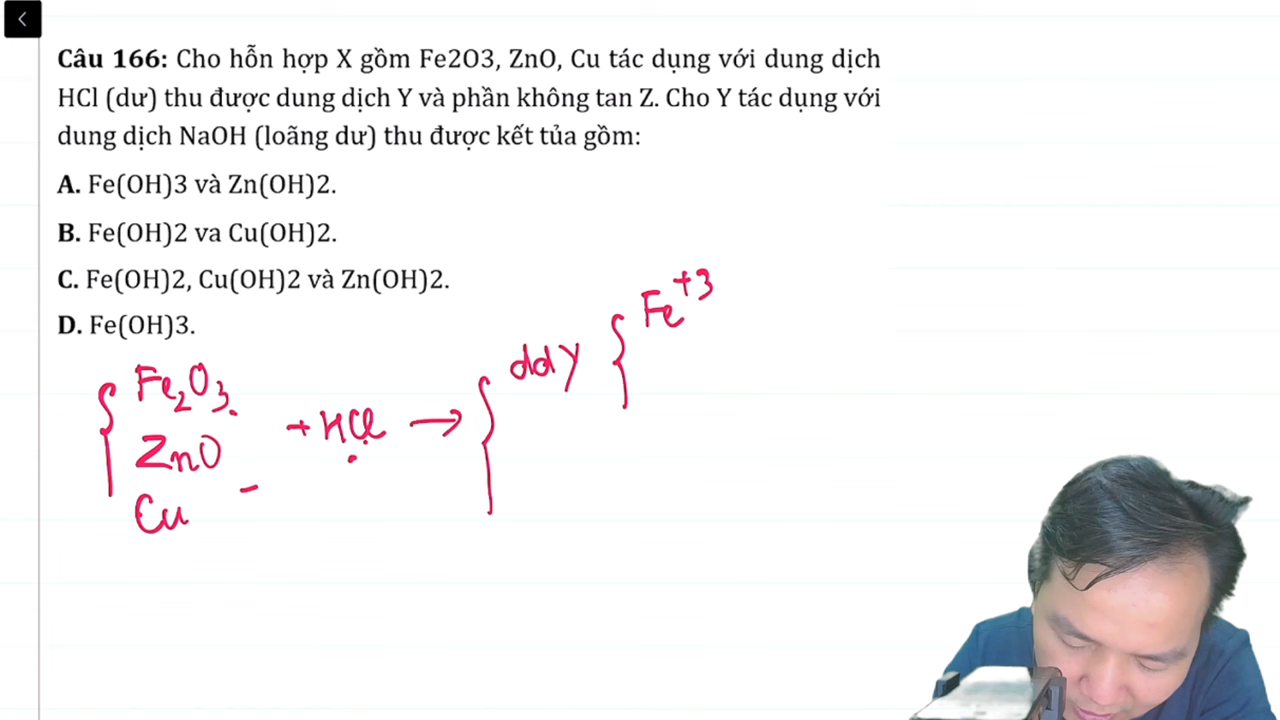 Câu 166: Cho hỗn hợp X gồm Fe2O3, ZnO, Cu tác dụng với dung dịch
HCl (dư) thu được dung dịch Y và phần không tan Z. Cho Y tác dụng với
dung dịch NaOH (loãng dư) thu được kết tủa gồm:
A. Fe(OH)3 và Zn(OH)2.
B. Fe(OH)2 va Cu(OH)2.
C. Fe(OH)2, Cu(OH)2 và Zn(OH)2.
D. Fe(OH)3.
Fe₂O₃
ZnO
Cu
+ HCl →
ddY
Fe⁺³